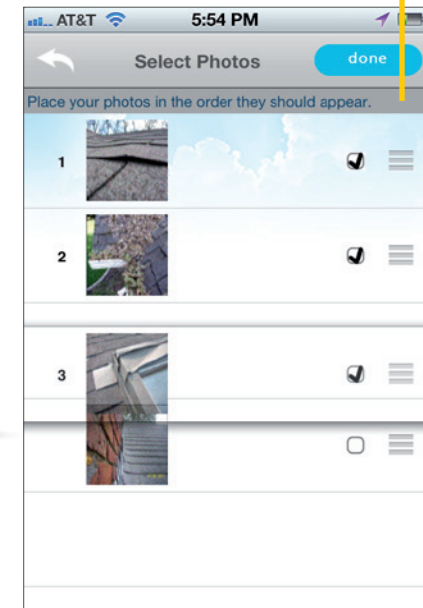 AT&T 5:54 PM
Select Photos
done
Place your photos in the order they should appear.
1
2
3